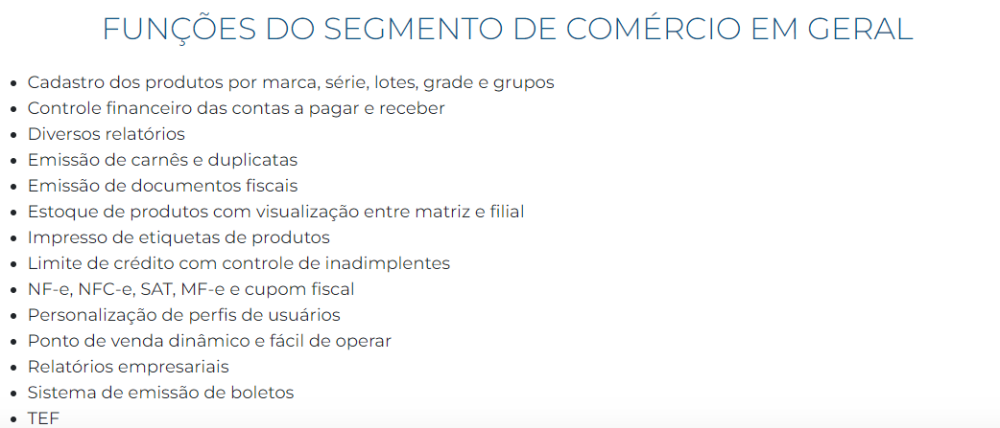 FUNÇÕES DO SEGMENTO DE COMÉRCIO EM GERAL
• Cadastro dos produtos por marca, série, lotes, grade e grupos
• Controle financeiro das contas a pagar e receber
• Diversos relatórios
• Emissão de carnês e duplicatas
• Emissão de documentos fiscais
• Estoque de produtos com visualização entre matriz e filial
• Impresso de etiquetas de produtos
• Limite de crédito com controle de inadimplentes
• NF-e, NFC-e, SAT, MF-e e cupom fiscal
• Personalização de perfis de usuários
• Ponto de venda dinâmico e fácil de operar
• Relatórios empresariais
• Sistema de emissão de boletos
• TEF